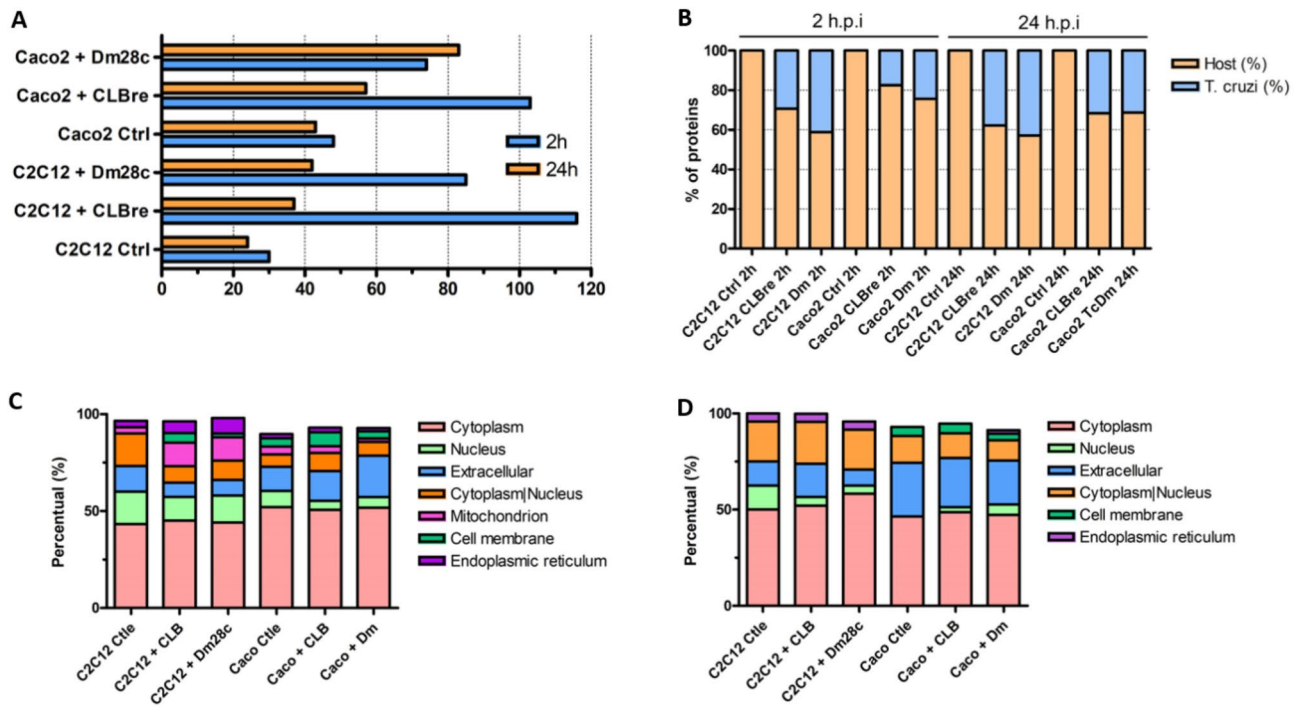 A
Caco2 + Dm28c
Caco2 + CLBre
Caco2 Ctrl
C2C12 + Dm28c
C2C12 + CLBre
C2C12 Ctrl
2h
24h
0 20 40 60 80 100 120
B
2 h.p.i 24 h.p.i
% of proteins
100
80
60
40
20
0
Host (%)
T. cruzi (%)
C2C12 Ctrl 2h
C2C12 CLBre 2h
C2C12 Dm 2h
Caco2 Ctrl 2h
Caco2 CLBre 2h
Caco2 Dm 2h
C2C12 Ctrl 24h
C2C12 CLBre 24h
C2C12 Dm 24h
Caco2 Ctrl 24h
Caco2 CLBre 24h
Caco2 TcDm 24h
C
Percentual (%)
100
50
0
Cytoplasm
Nucleus
Extracellular
Cytoplasm|Nucleus
Mitochondrion
Cell membrane
Endoplasmic reticulum
C2C12 Ctle
C2C12 + CLB
C2C12 + Dm28c
Caco Ctle
Caco + CLB
Caco + Dm
D
Percentual (%)
100
50
0
Cytoplasm
Nucleus
Extracellular
Cytoplasm|Nucleus
Cell membrane
Endoplasmic reticulum
C2C12 Ctle
C2C12 + CLB
C2C12 + Dm28c
Caco Ctle
Caco + CLB
Caco + Dm